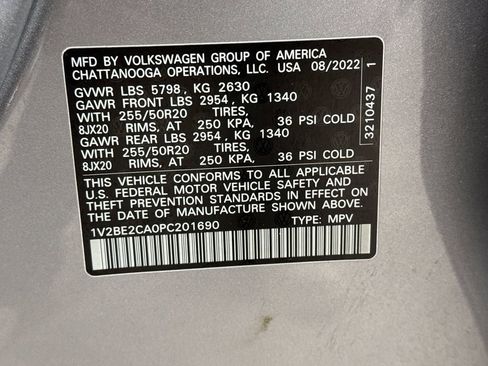 MFD BY VOLKSWAGEN GROUP OF AMERICA
CHATTANOOGA OPERATIONS, LLC. USA 08/2022 1
GVWR LBS 5798, KG 2630
GAWR FRONT LBS 2954, KG 1340
WITH 255/50R20 TIRES,
8JX20 RIMS, AT 250 KPA, 36 PSI COLD
GAWR REAR LBS 2954, KG 1340
WITH 255/50R20 TIRES,
8JX20 RIMS, AT 250 KPA, 36 PSI COLD
THIS VEHICLE CONFORMS TO ALL APPLICABLE
U.S. FEDERAL MOTOR VEHICLE SAFETY AND
THEFT PREVENTION STANDARDS IN EFFECT ON
THE DATE OF MANUFACTURE SHOWN ABOVE.
1V2BE2CA0PC201690 TYPE: MPV
3210437